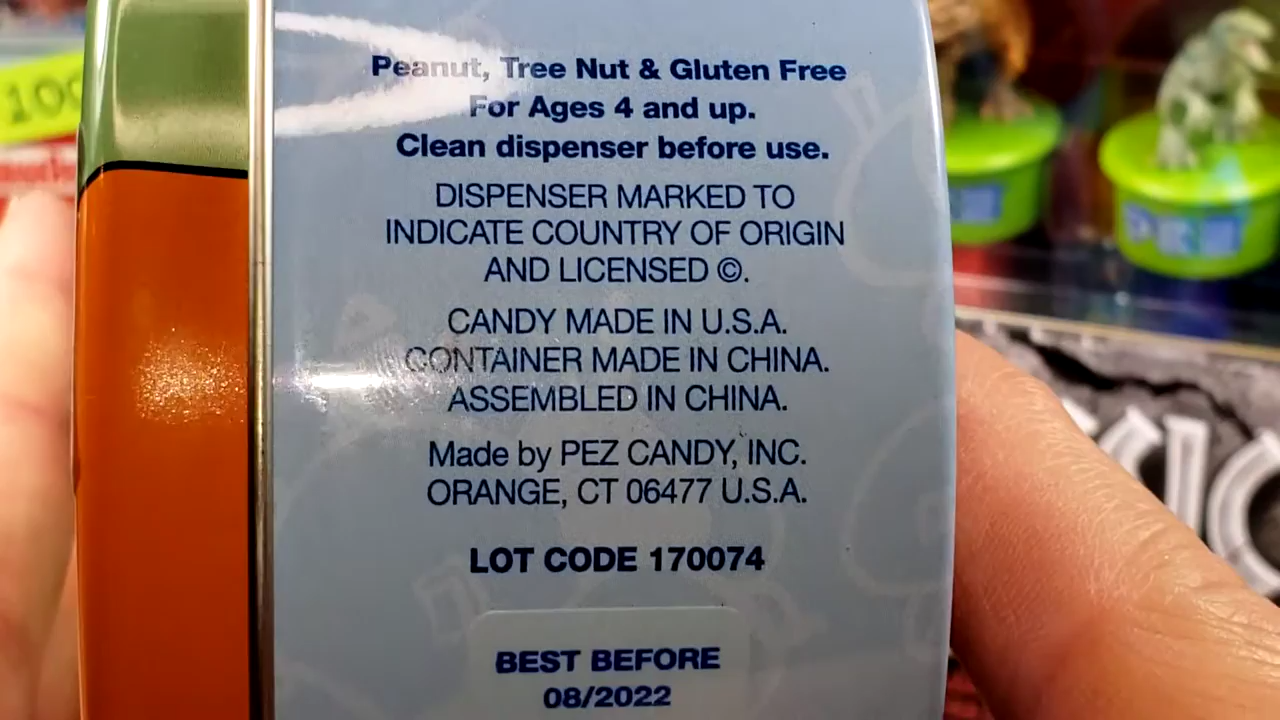 100
Peanut, Tree Nut & Gluten Free
For Ages 4 and up.
Clean dispenser before use.
DISPENSER MARKED TO
INDICATE COUNTRY OF ORIGIN
AND LICENSED ©.
CANDY MADE IN U.S.A.
CONTAINER MADE IN CHINA.
ASSEMBLED IN CHINA.
Made by PEZ CANDY, INC.
ORANGE, CT 06477 U.S.A.
LOT CODE 170074
BEST BEFORE
08/2022